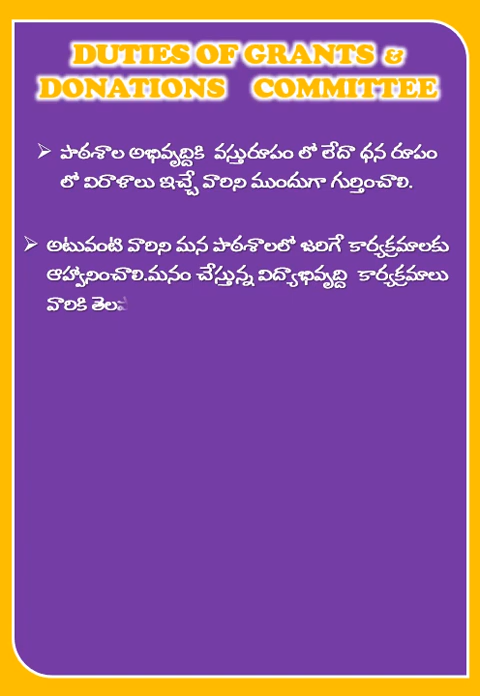 DUTIES OF GRANTS &
DONATIONS COMMITTEE
పాఠశాల అభివృద్దికి వస్తురూపం లో లేదా ధన రూపం
లో విరాళాలు ఇచ్చే వారిని ముందుగా గుర్తించాలి.
అటువంటి వారిని మన పాఠశాలలో జరిగే కార్యక్రమాలకు
ఆహ్వానించాలి.మనం చేస్తున్న విద్యాభివృద్ది కార్యక్రమాలు
వారికి